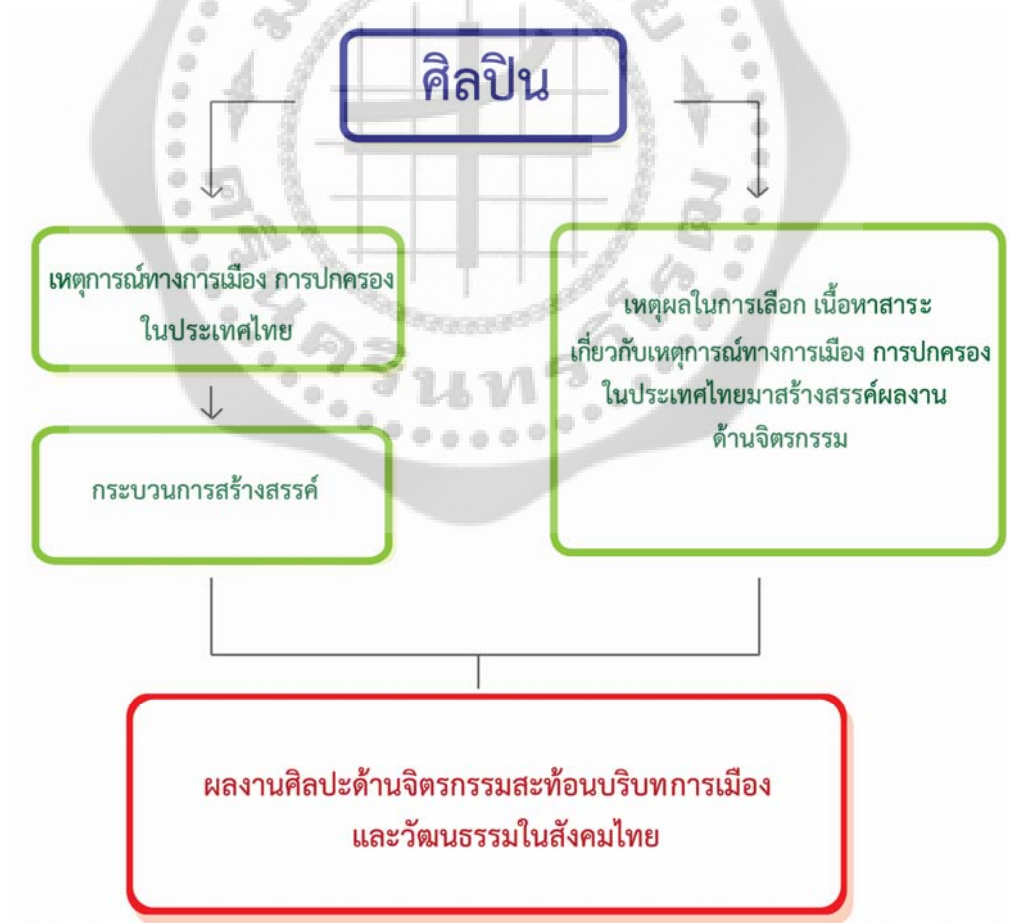 ศิลปิน
เหตุการณ์ทางการเมือง การปกครอง
ในประเทศไทย
กระบวนการสร้างสรรค์
เหตุผลในการเลือก เนื้อหาสาระ
เกี่ยวกับเหตุการณ์ทางการเมือง การปกครอง
ในประเทศไทยมาสร้างสรรค์ผลงาน
ด้านจิตรกรรม
ผลงานศิลปะด้านจิตรกรรมสะท้อนบริบทการเมือง
และวัฒนธรรมในสังคมไทย